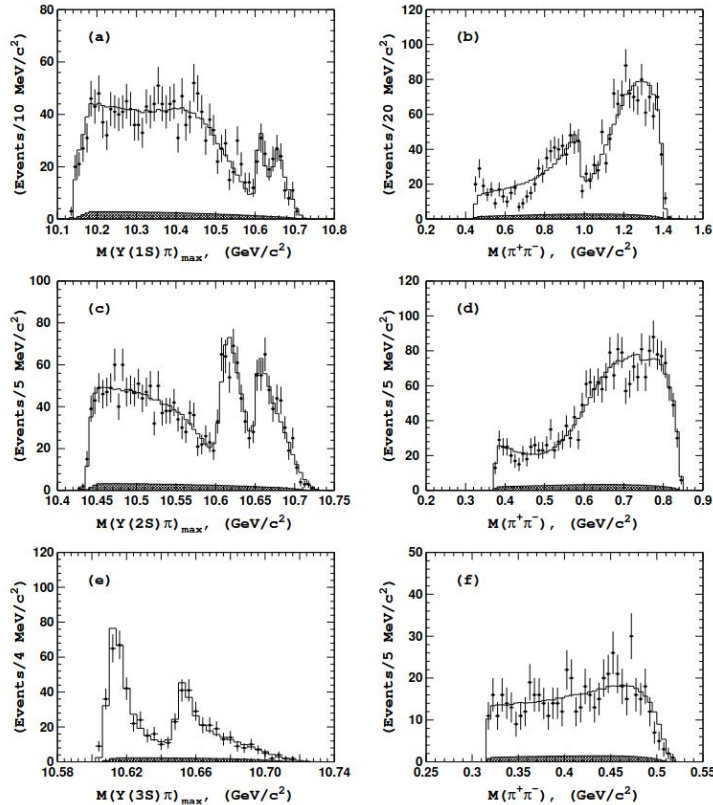 (a)
(Events/10 MeV/c²)
80
60
40
20
0
10.1 10.2 10.3 10.4 10.5 10.6 10.7 10.8
M(Υ(1S)π)max, (GeV/c²)
(b)
(Events/20 MeV/c²)
120
100
80
60
40
20
0
0.2 0.4 0.6 0.8 1.0 1.2 1.4 1.6
M(π⁺π⁻), (GeV/c²)
(c)
(Events/5 MeV/c²)
100
80
60
40
20
0
10.4 10.45 10.5 10.55 10.6 10.65 10.7 10.75
M(Υ(2S)π)max, (GeV/c²)
(d)
(Events/5 MeV/c²)
120
100
80
60
40
20
0
0.2 0.3 0.4 0.5 0.6 0.7 0.8 0.9
M(π⁺π⁻), (GeV/c²)
(e)
(Events/4 MeV/c²)
120
100
80
60
40
20
0
10.58 10.62 10.66 10.70 10.74
M(Υ(3S)π)max, (GeV/c²)
(f)
(Events/5 MeV/c²)
50
40
30
20
10
0
0.25 0.3 0.35 0.4 0.45 0.5 0.55
M(π⁺π⁻), (GeV/c²)